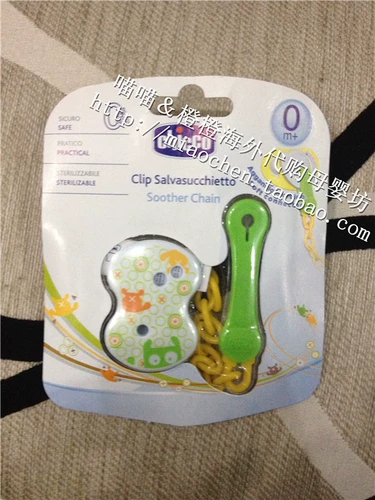 喵喵&橙橙海外代购母婴坊
http://miaochen.taobao.com
chicco
0
m+
SICURO
SAFE
PRATICO
PRACTICAL
STERILIZZABILE
STERILIZABLE
Clip Salvasucchietto
Soother Chain